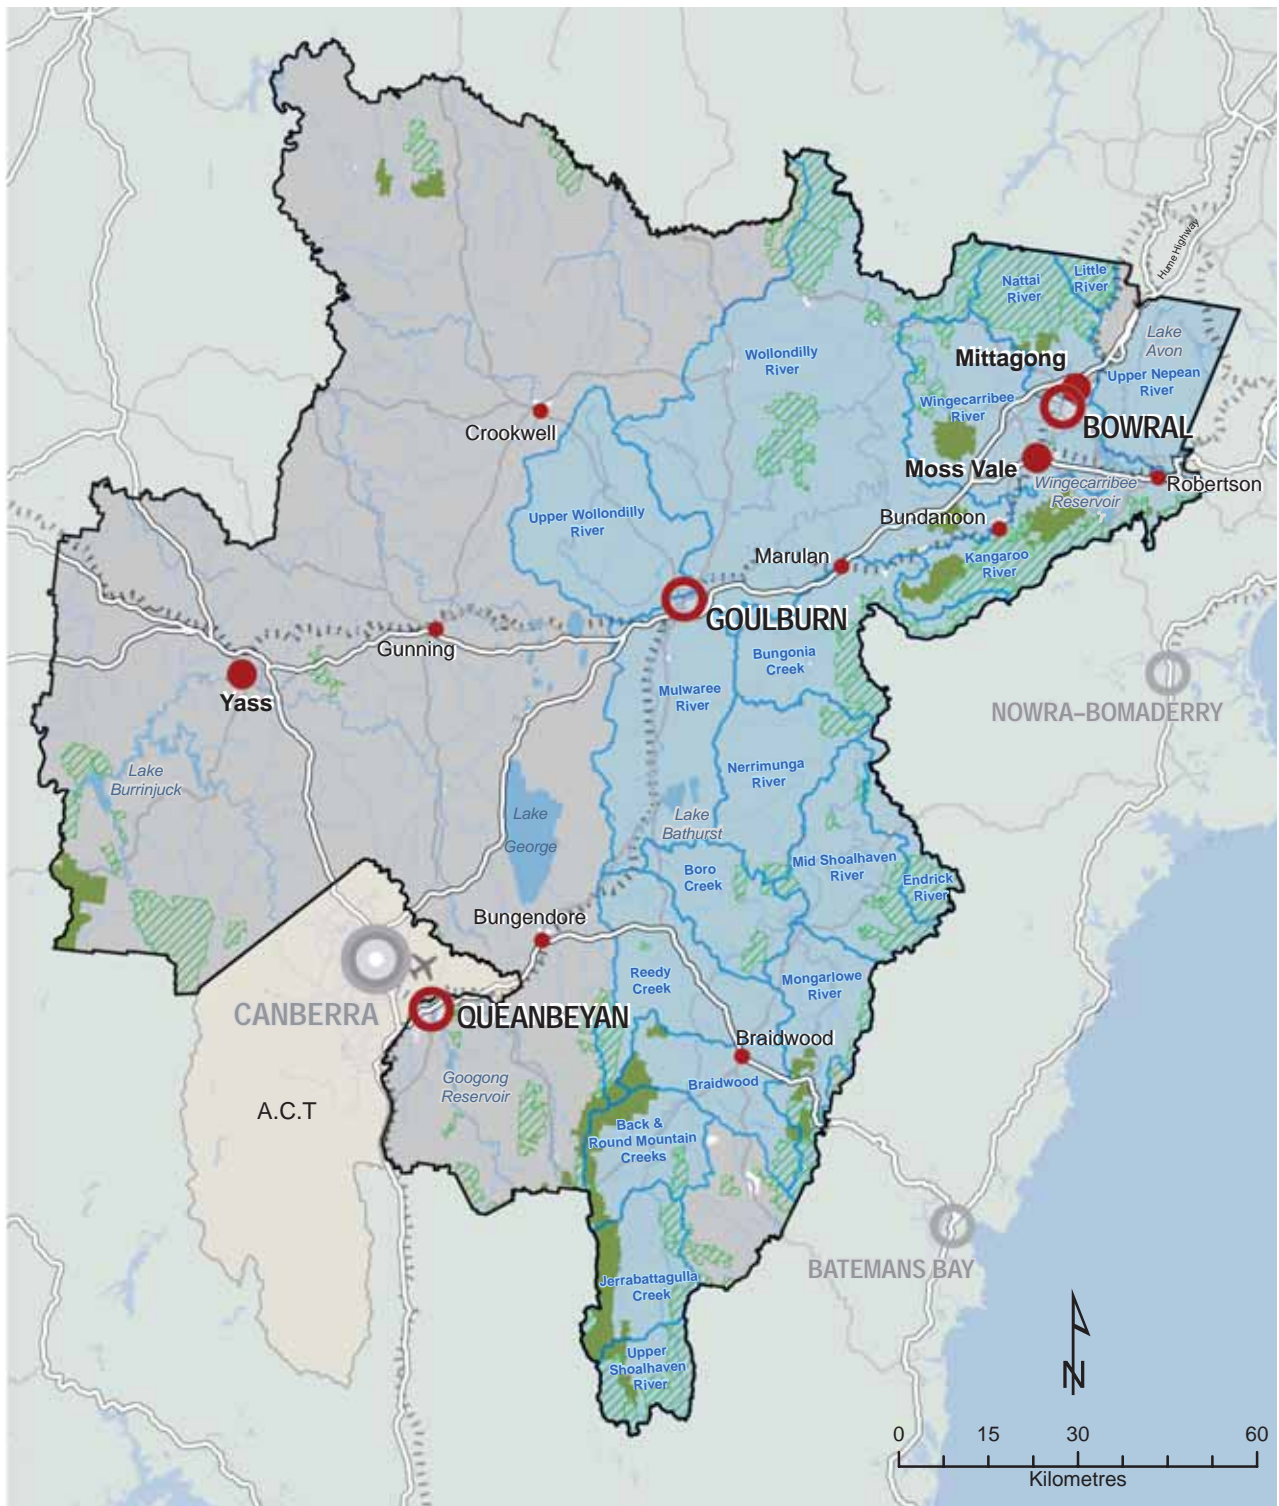 Hume Highway
Nattai
River
Little
River
Lake
Avon
Wollondilly
River
Mittagong
Upper Nepean
River
Wingecarribee
River
BOWRAL
Crookwell
Moss Vale
Wingecarribee
Reservoir
Robertson
Upper Wollondilly
River
Bundanoon
Marulan
Kangaroo
River
GOULBURN
Gunning
Bungonia
Creek
Yass
Mulwaree
River
NOWRA–BOMADERRY
Lake
Burrinjuck
Nerrimunga
River
Lake
George
Lake
Bathurst
Boro
Creek
Mid Shoalhaven
River
Endrick
River
Bungendore
Reedy
Creek
Mongarlowe
River
CANBERRA
QUEANBEYAN
Braidwood
Googong
Reservoir
Braidwood
A.C.T
Back &
Round Mountain
Creeks
BATEMANS BAY
Jerrabattagulla
Creek
Upper
Shoalhaven
River
N
0 15 30 60
Kilometres